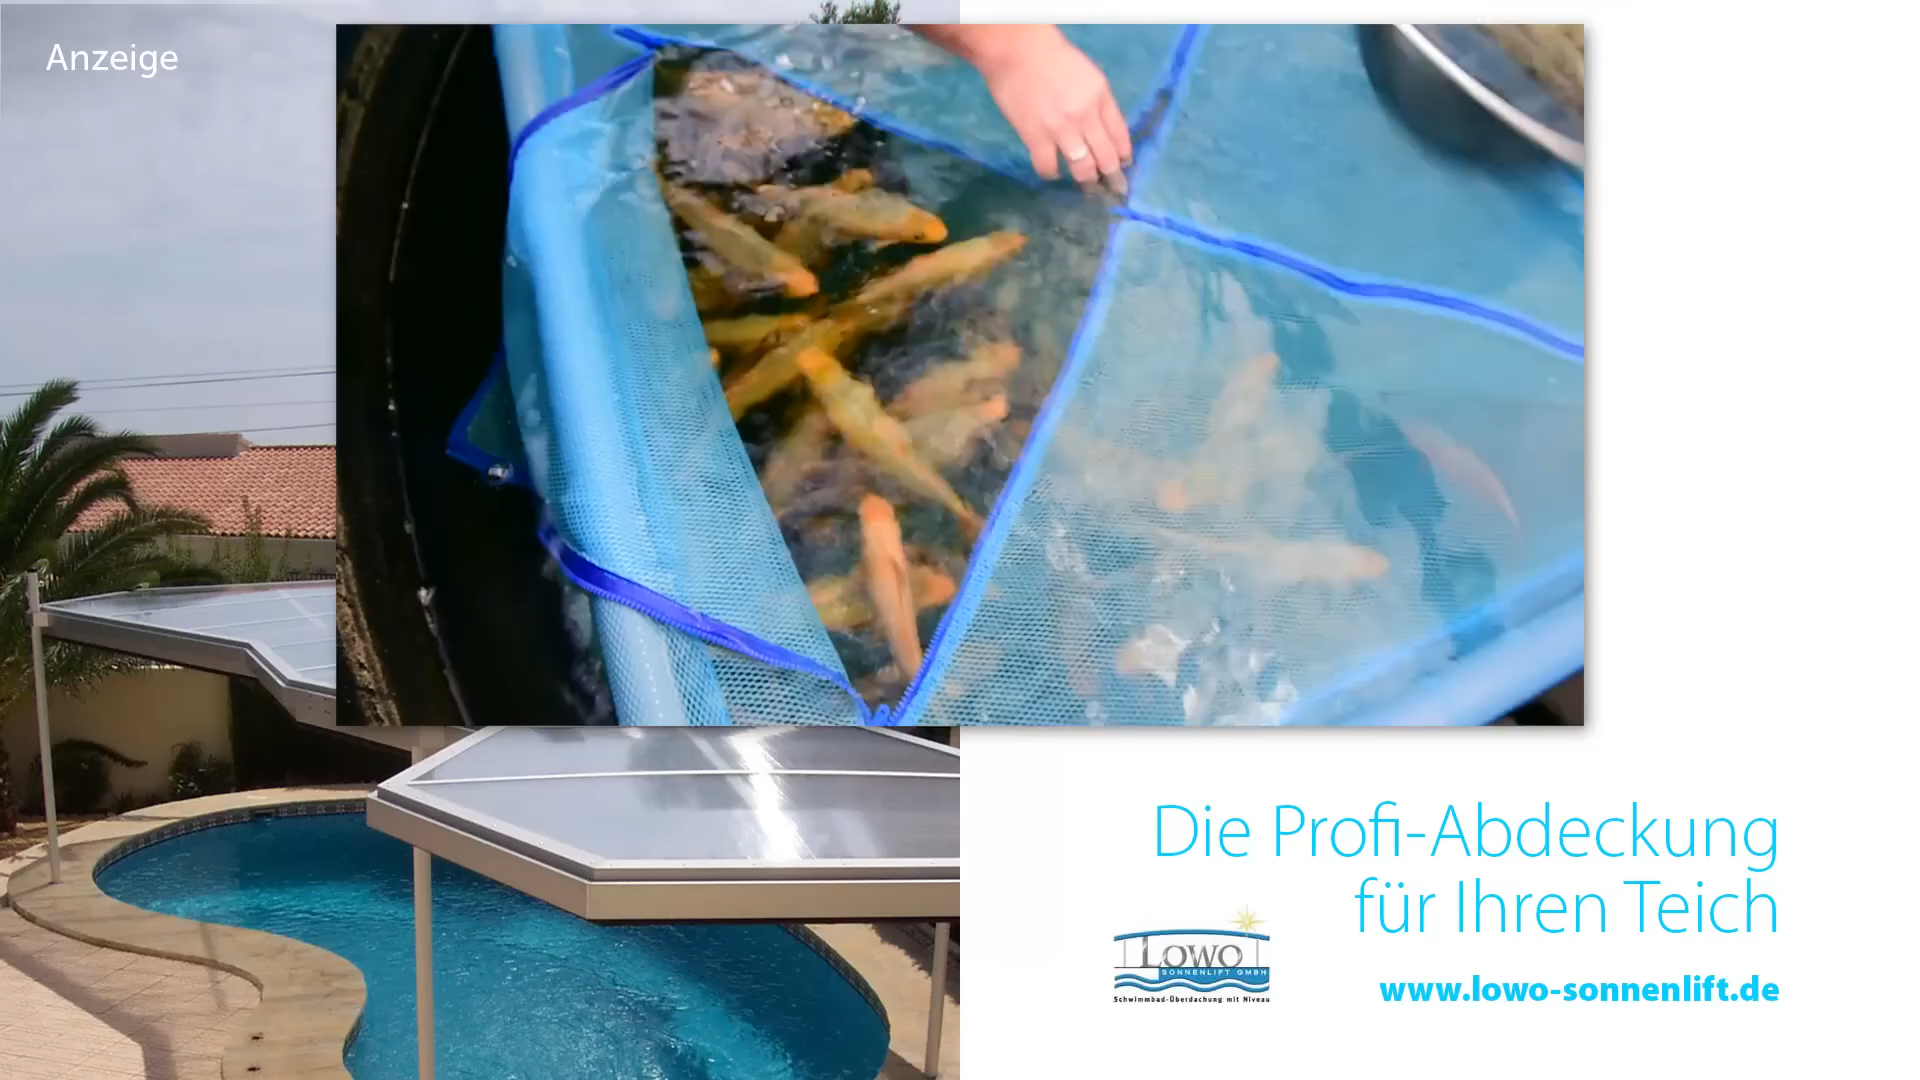 Anzeige
Die Profi-Abdeckung
für Ihren Teich
LOWO
SONNENLIFT GMBH
Schwimmbad-Überdachung mit Niveau
www.lowo-sonnenlift.de